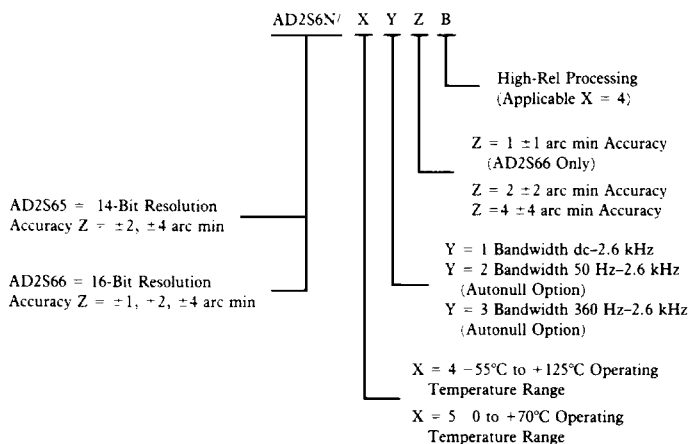 AD2S6N/ X Y Z B
High-Rel Processing
(Applicable X = 4)
Z = 1 ±1 arc min Accuracy
(AD2S66 Only)
Z = 2 ±2 arc min Accuracy
Z =4 ±4 arc min Accuracy
AD2S65 = 14-Bit Resolution
Accuracy Z = ±2, ±4 arc min
AD2S66 = 16-Bit Resolution
Accuracy Z = ±1, +2, ±4 arc min
Y = 1 Bandwidth dc–2.6 kHz
Y = 2 Bandwidth 50 Hz–2.6 kHz
(Autonull Option)
Y = 3 Bandwidth 360 Hz–2.6 kHz
(Autonull Option)
X = 4 –55°C to +125°C Operating
Temperature Range
X = 5 0 to +70°C Operating
Temperature Range